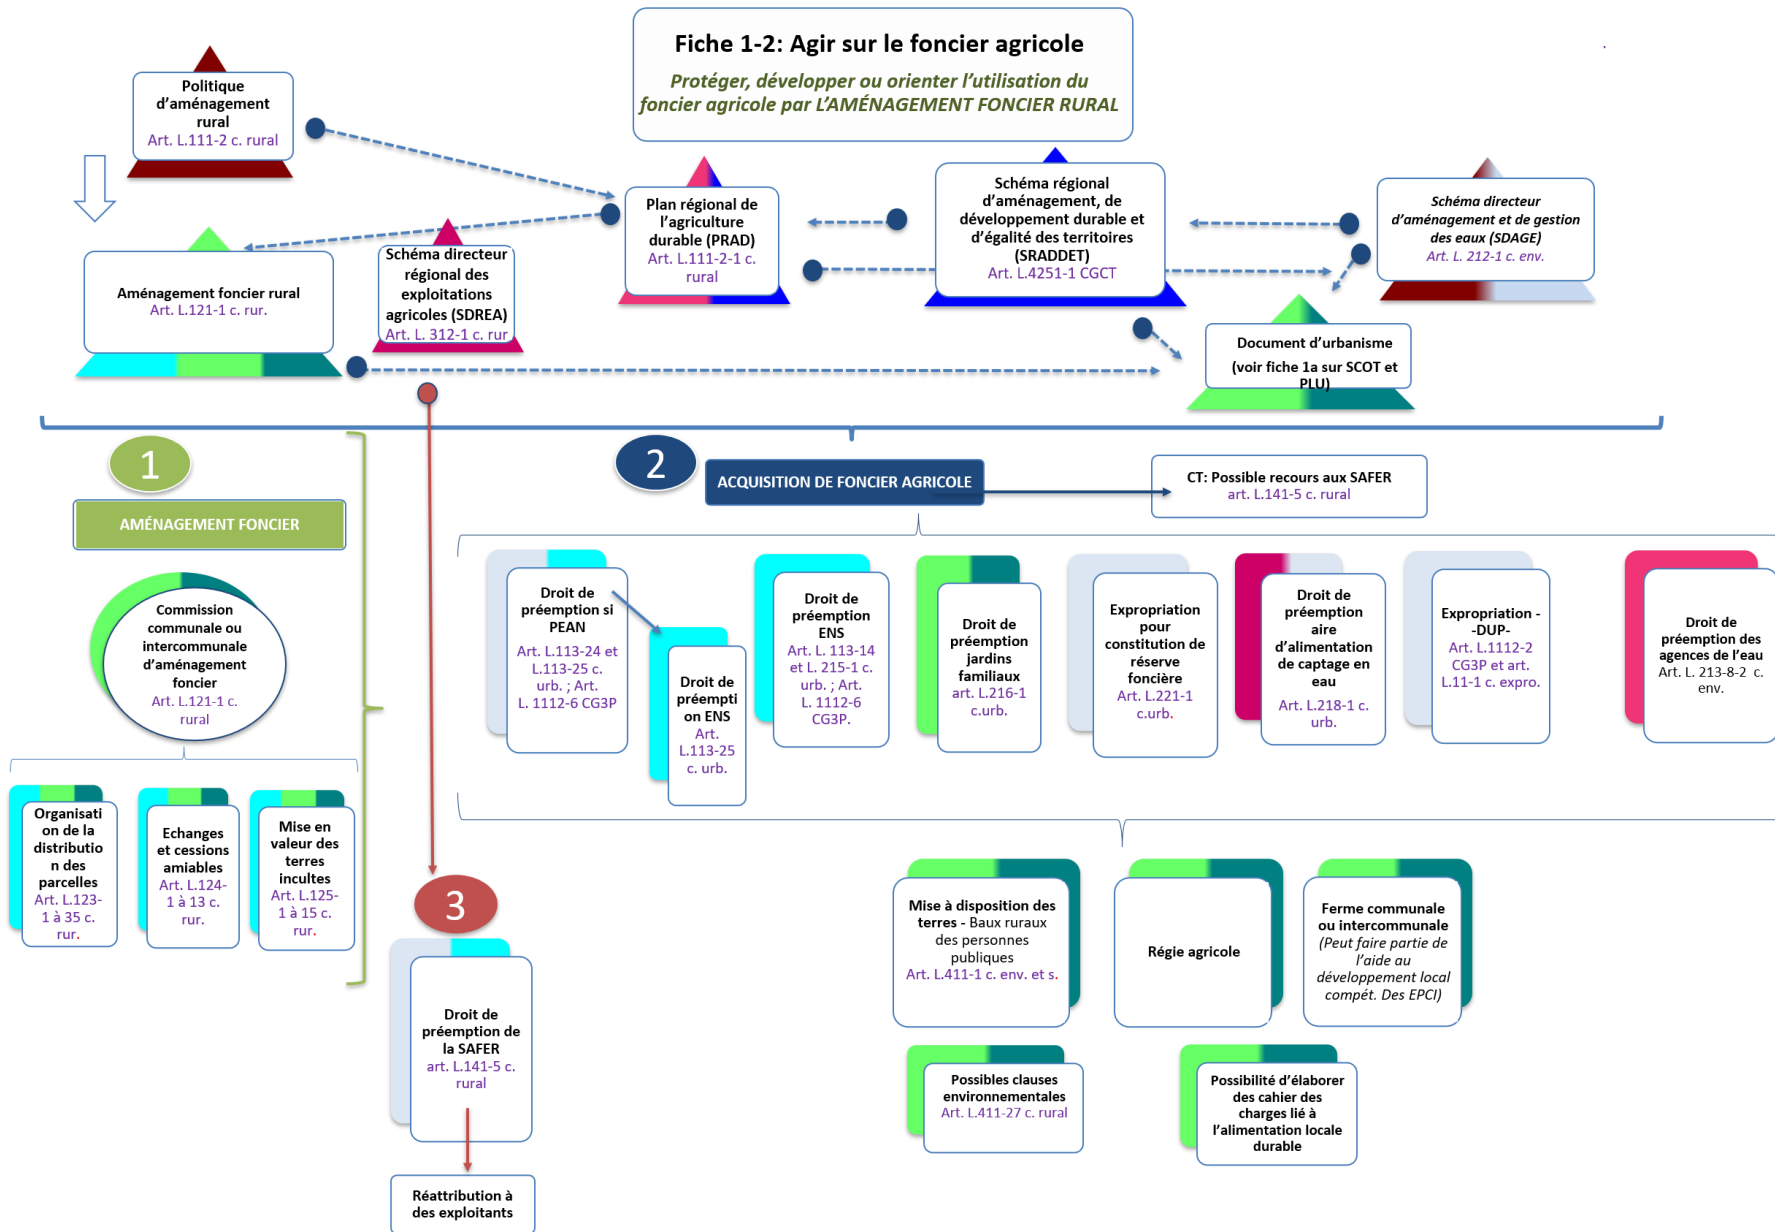 Fiche 1-2: Agir sur le foncier agricole
Protéger, développer ou orienter l'utilisation du
foncier agricole par L'AMÉNAGEMENT FONCIER RURAL
Politique
d'aménagement
rural
Art. L.111-2 c. rural
Plan régional de
l'agriculture
durable (PRAD)
Art. L.111-2-1 c.
rural
Schéma régional
d'aménagement, de
développement durable et
d'égalité des territoires
(SRADDET)
Art. L.4251-1 CGCT
Schéma directeur
d'aménagement et de gestion
des eaux (SDAGE)
Art. L. 212-1 c. env.
Aménagement foncier rural
Art. L.121-1 c. rur.
Schéma directeur
régional des
exploitations
agricoles (SDREA)
Art. L. 312-1 c. rur
Document d'urbanisme
(voir fiche 1a sur SCOT et
PLU)
1
AMÉNAGEMENT FONCIER
Commission
communale ou
intercommunale
d'aménagement
foncier
Art. L.121-1 c.
rural
Organisati
on de la
distributio
n des
parcelles
Art. L.123-
1 à 35 c.
rur.
Echanges
et cessions
amiables
Art. L.124-
1 à 13 c.
rur.
Mise en
valeur des
terres
incultes
Art. L.125-
1 à 15 c.
rur.
2
ACQUISITION DE FONCIER AGRICOLE
CT: Possible recours aux SAFER
art. L.141-5 c. rural
Droit de
préemption si
PEAN
Art. L.113-24 et
L.113-25 c.
urb. ; Art.
L. 1112-6 CG3P
Droit de
préempti
on ENS
Art.
L.113-25
c. urb.
Droit de
préemption
ENS
Art. L. 113-14
et L. 215-1 c.
urb. ; Art.
L. 1112-6
CG3P.
Droit de
préemption
jardins
familiaux
art. L.216-1
c.urb.
Expropriation
pour
constitution de
réserve
foncière
Art. L.221-1
c.urb.
Droit de
préemption
aire
d'alimentation
de captage en
eau
Art. L.218-1 c.
urb.
Expropriation -
-DUP-
Art. L.1112-2
CG3P et art.
L.11-1 c. expro.
Droit de
préemption des
agences de l'eau
Art. L. 213-8-2 c.
env.
Mise à disposition des
terres - Baux ruraux
des personnes
publiques
Art. L.411-1 c. env. et s.
Régie agricole
Ferme communale
ou intercommunale
(Peut faire partie de
l'aide au
développement local
compét. Des EPCI)
Possibles clauses
environnementales
Art. L.411-27 c. rural
Possibilité d'élaborer
des cahier des
charges lié à
l'alimentation locale
durable
3
Droit de
préemption de
la SAFER
art. L.141-5 c.
rural
Réattribution à
des exploitants